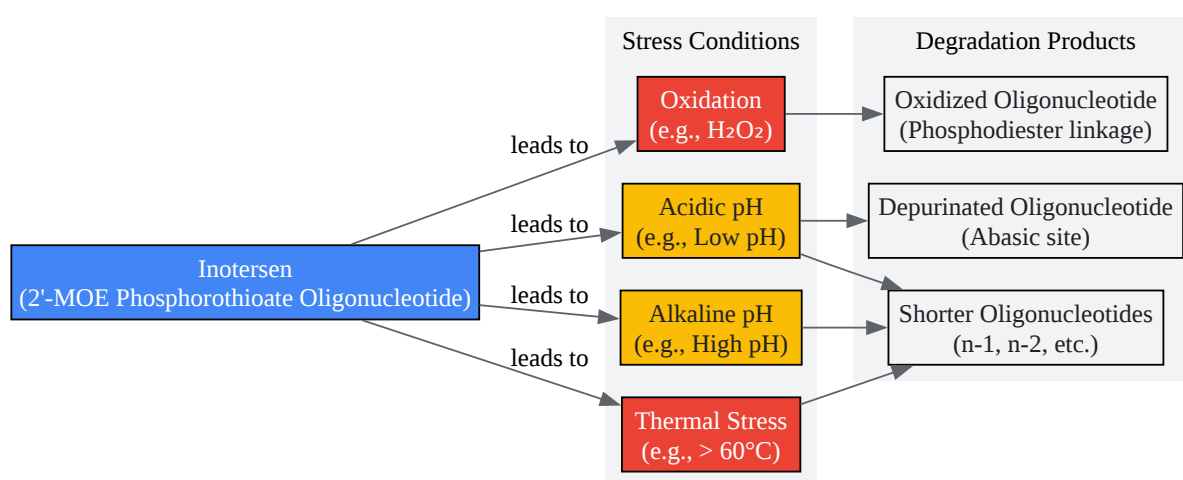 Stress Conditions
Degradation Products
Oxidation
(e.g., H₂O₂)
Oxidized Oligonucleotide
(Phosphodiester linkage)
leads to
Acidic pH
(e.g., Low pH)
Depurinated Oligonucleotide
(Abasic site)
leads to
Inotersen
(2'-MOE Phosphorothioate Oligonucleotide)
leads to
Alkaline pH
(e.g., High pH)
Shorter Oligonucleotides
(n-1, n-2, etc.)
leads to
Thermal Stress
(e.g., > 60°C)